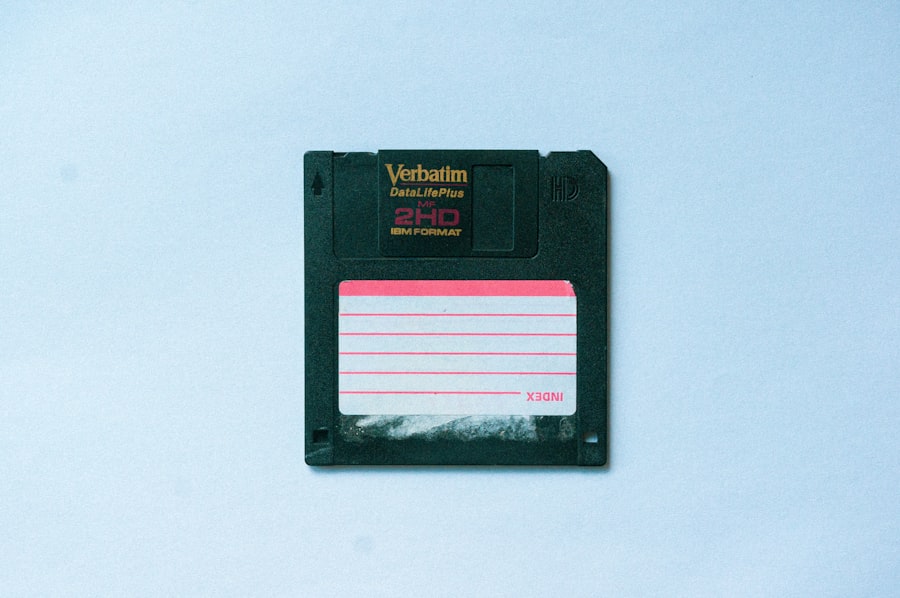 Verbatim
DataLifePlus
MF
2HD
IBM FORMAT
HD
INDEX